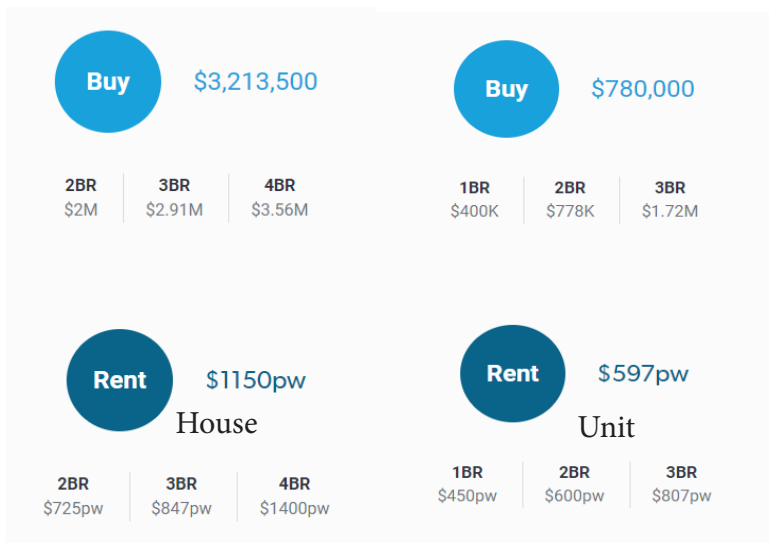 Buy $3,213,500
2BR 3BR 4BR
$2M $2.91M $3.56M
Rent $1150pw
House
2BR 3BR 4BR
$725pw $847pw $1400pw
Buy $780,000
1BR 2BR 3BR
$400K $778K $1.72M
Rent $597pw
Unit
1BR 2BR 3BR
$450pw $600pw $807pw